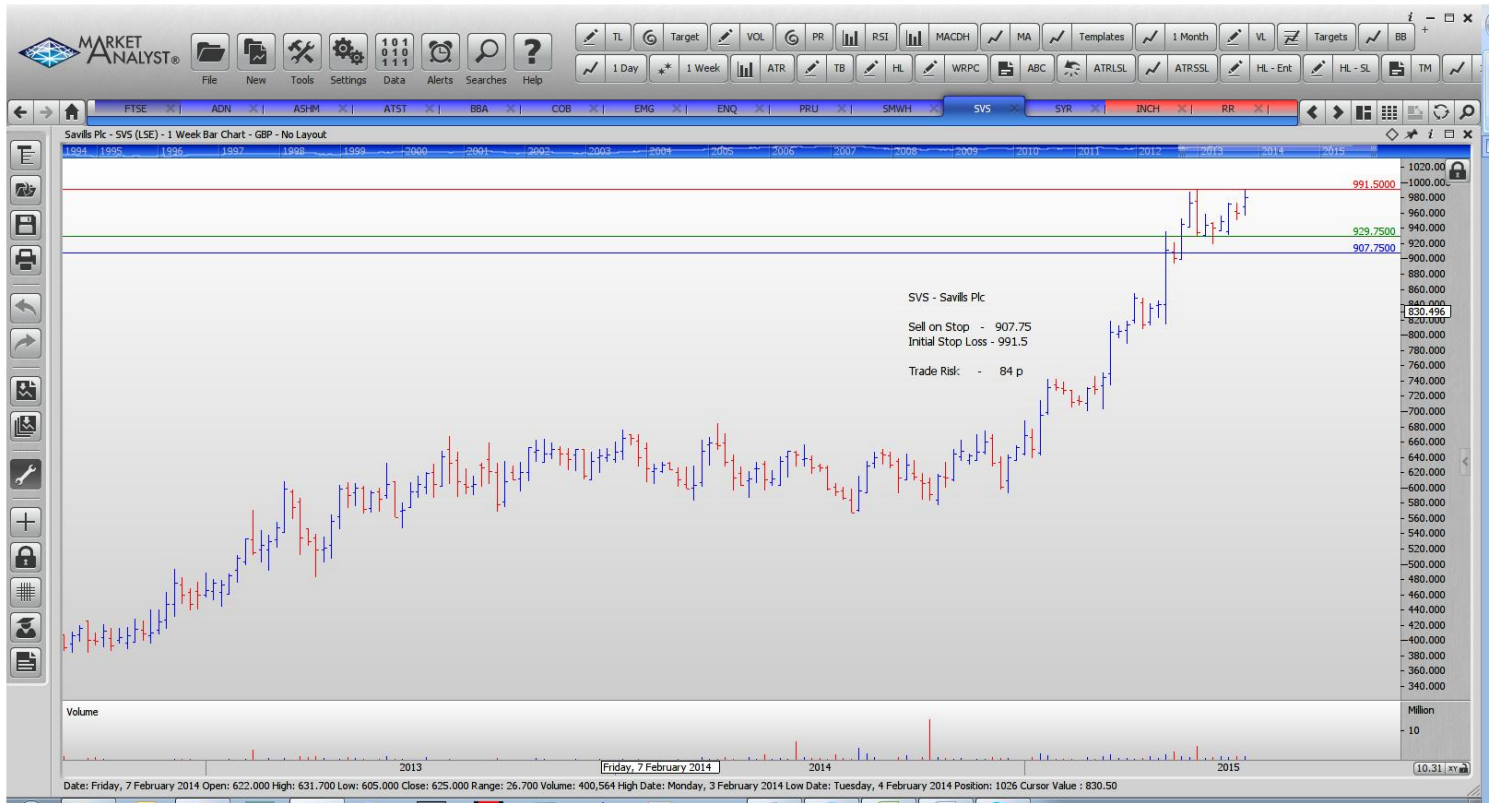 MARKET ANALYST®
File New Tools Settings Data Alerts Searches Help
101 010 111
TL Target VOL PR RSI MACDH MA Templates 1 Month VL Targets BB
1 Day 1 Week ATR TB HL WRPC ABC ATRLSL ATRSSL HL - Ent HL - SL TM
FTSE ADN ASHM ATST BBA COB EMG ENQ PRU SMWH SVS SYR INCH RR
Savills Plc - SVS (LSE) - 1 Week Bar Chart - GBP - No Layout
1994 1995 1996 1997 1998 1999 2000 2001 2002 2003 2004 2005 2006 2007 2008 2009 2010 2011 2012 2013 2014 2015
1020.00
991.5000
1000.00
980.000
960.000
940.000
929.7500
920.000
907.7500
900.000
880.000
860.000
SVS - Savills Plc
840.000
830.496
820.000
Sell on Stop - 907.75
Initial Stop Loss - 991.5
800.000
780.000
Trade Risk - 84 p
760.000
740.000
720.000
700.000
680.000
660.000
640.000
620.000
600.000
580.000
560.000
540.000
520.000
500.000
480.000
460.000
440.000
420.000
400.000
380.000
360.000
340.000
Volume
Million
10
2013 Friday, 7 February 2014 2014 2015
10.31 XY
Date: Friday, 7 February 2014 Open: 622.000 High: 631.700 Low: 605.000 Close: 625.000 Range: 26.700 Volume: 400,564 High Date: Monday, 3 February 2014 Low Date: Tuesday, 4 February 2014 Position: 1026 Cursor Value : 830.50